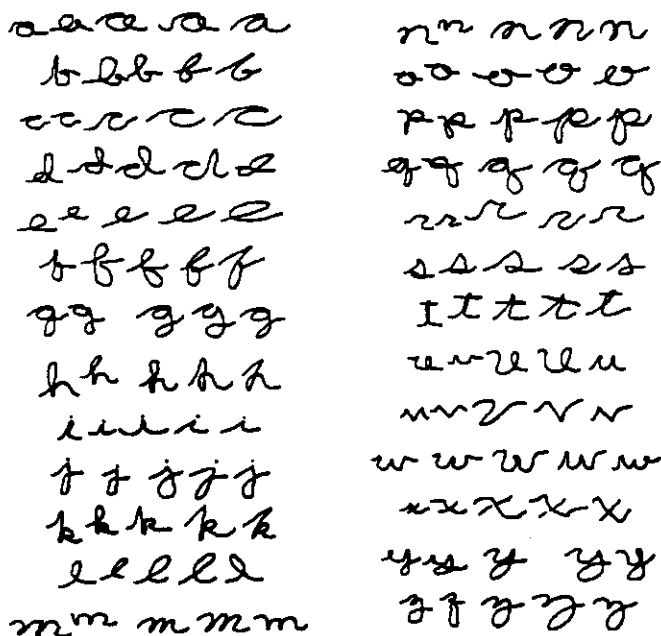 a a a a a
b b b b b
c c c c c
d d d d d
e e e e e
f f f f f
g g g g g
h h h h h
i i i i i
j j j j j
k k k k k
l l l l l
m m m m m
n n n n n
o o o o o
p p p p p
q q q q q
r r r r r
s s s s s
t t t t t
u u u u u
v v v v v
w w w w w
x x x x x
y y y y y
z z z z z